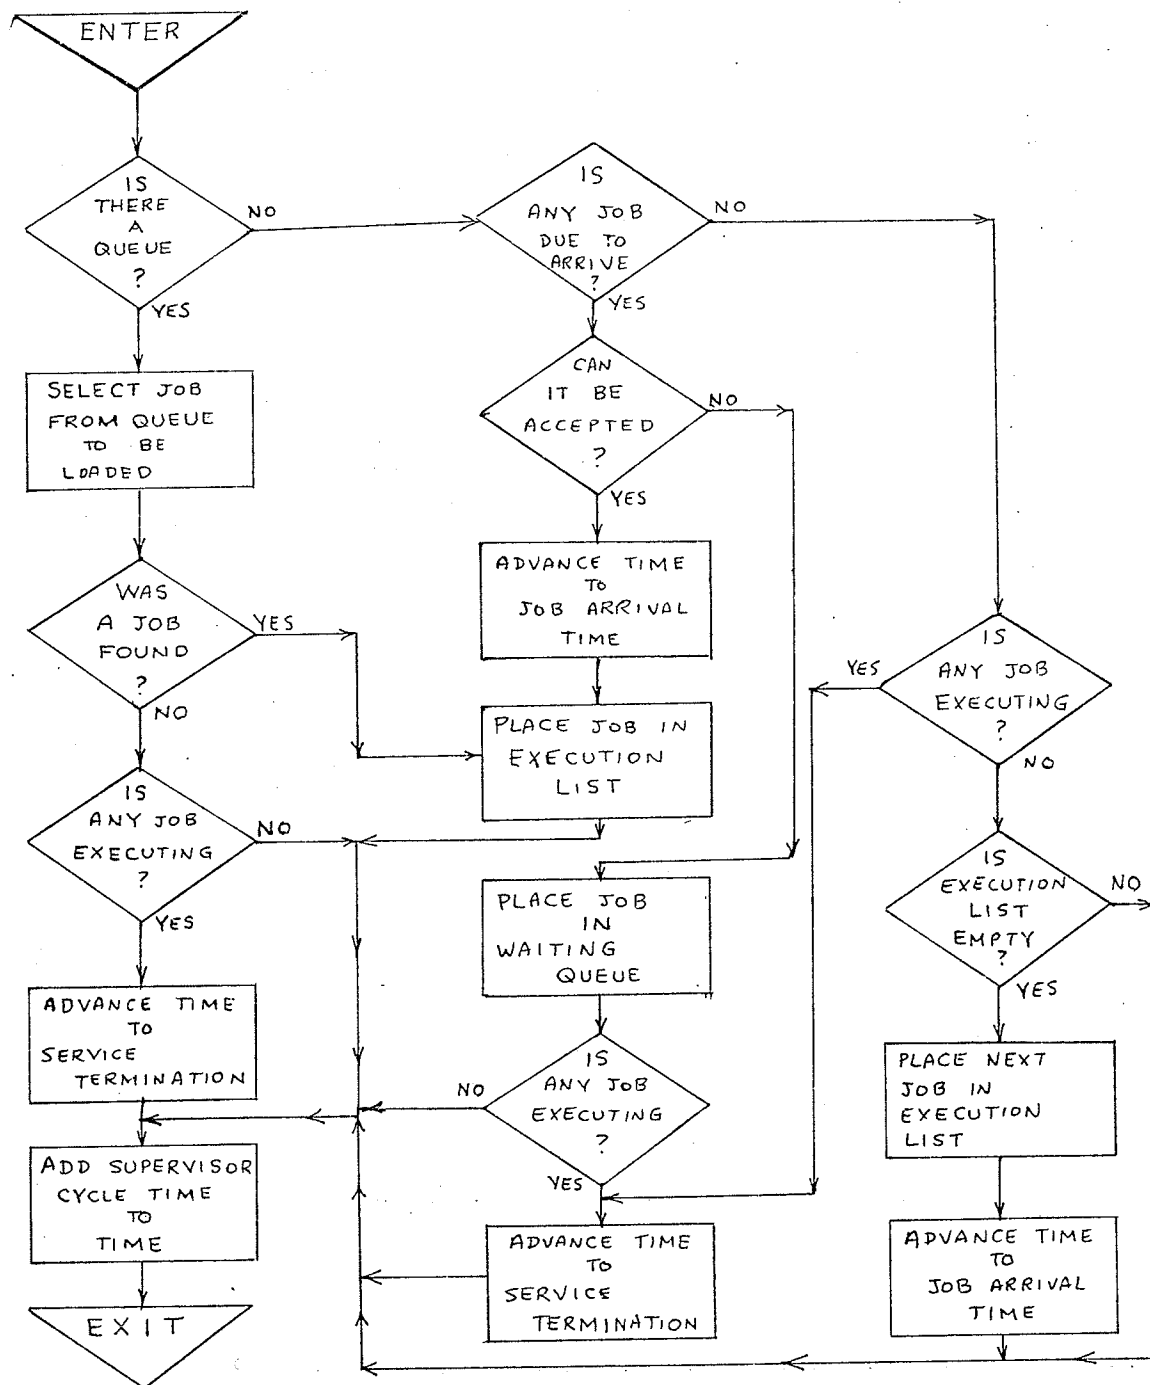 ENTER
IS
THERE
A
QUEUE
?
NO
YES
SELECT JOB
FROM QUEUE
TO BE
LOADED
WAS
A JOB
FOUND
?
YES
NO
IS
ANY JOB
EXECUTING
?
NO
YES
ADVANCE TIME
TO
SERVICE
TERMINATION
ADD SUPERVISOR
CYCLE TIME
TO
TIME
EXIT
IS
ANY JOB
DUE TO
ARRIVE
?
NO
YES
CAN
IT BE
ACCEPTED
?
NO
YES
ADVANCE TIME
TO
JOB ARRIVAL
TIME
PLACE JOB IN
EXECUTION
LIST
PLACE JOB
IN
WAITING
QUEUE
IS
ANY JOB
EXECUTING
?
NO
YES
ADVANCE TIME
TO
SERVICE
TERMINATION
IS
ANY JOB
EXECUTING
?
YES
NO
IS
EXECUTION
LIST
EMPTY
?
NO
YES
PLACE NEXT
JOB IN
EXECUTION
LIST
ADVANCE TIME
TO
JOB ARRIVAL
TIME